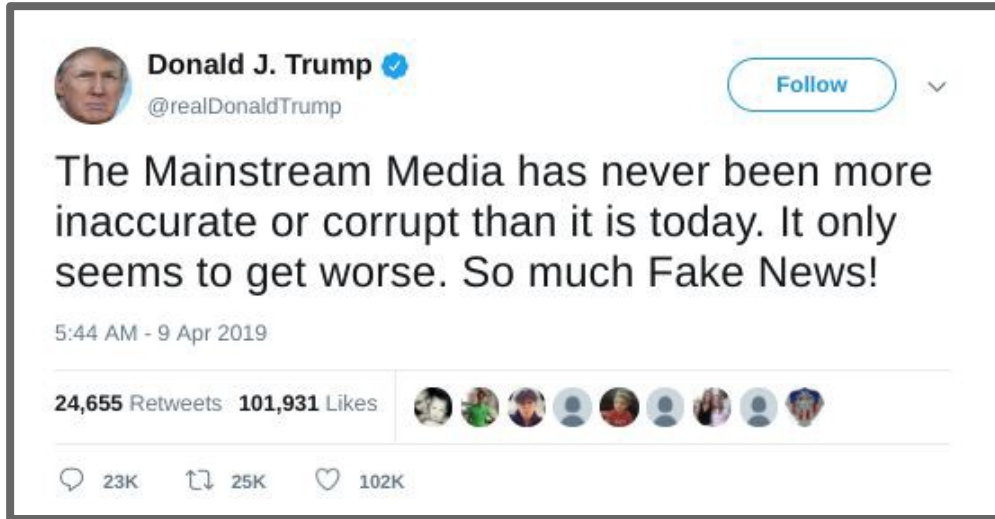 Donald J. Trump
@realDonaldTrump
Follow
The Mainstream Media has never been more
inaccurate or corrupt than it is today. It only
seems to get worse. So much Fake News!
5:44 AM - 9 Apr 2019
24,655 Retweets 101,931 Likes
23K 25K 102K